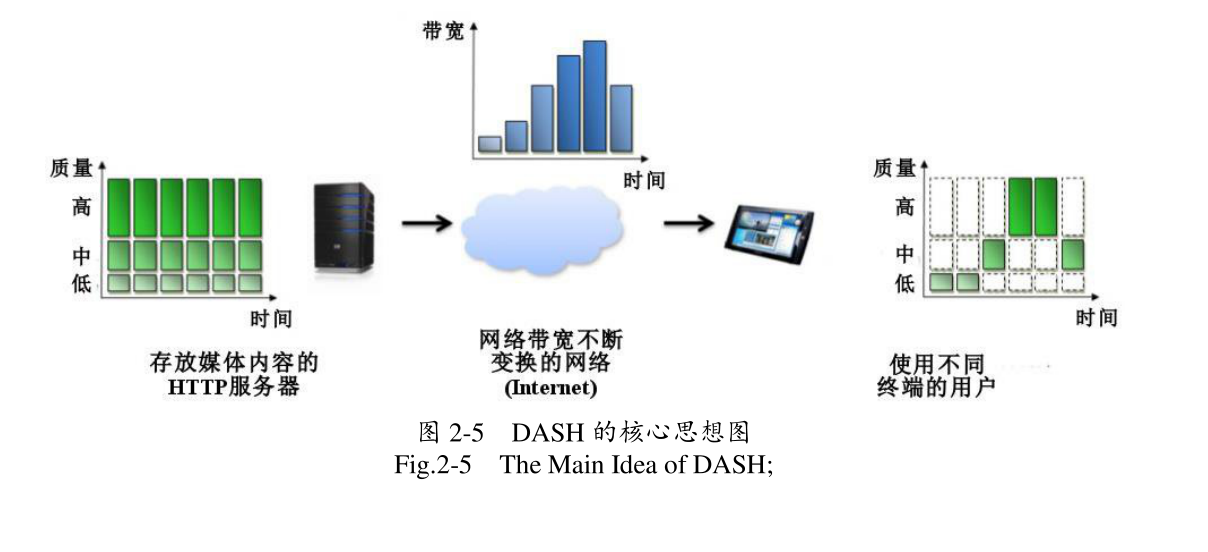 带宽
时间
质量
高
中
低
时间
存放媒体内容的
HTTP服务器
网络带宽不断
变换的网络
(Internet)
质量
高
中
低
时间
使用不同
终端的用户
图 2-5 DASH 的核心思想图
Fig.2-5 The Main Idea of DASH;